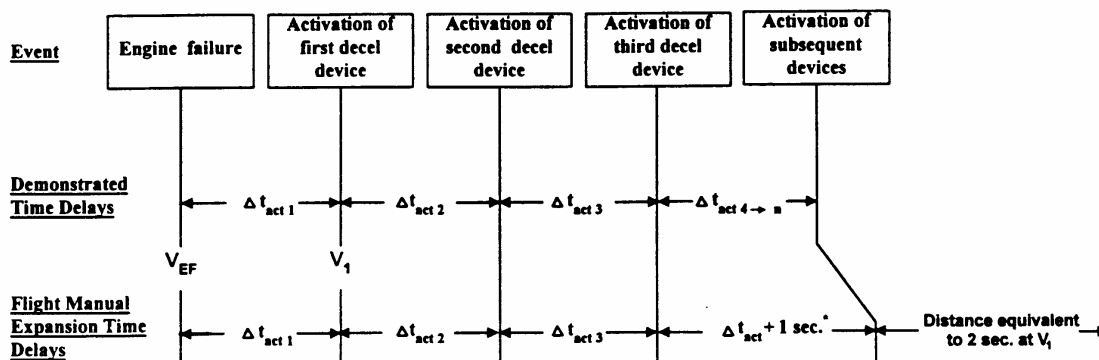 Event
Engine failure
Activation of
first decel
device
Activation of
second decel
device
Activation of
third decel
device
Activation of
subsequent
devices
Demonstrated
Time Delays
Δ t act 1
Δ t act 2
Δ t act 3
Δ t act 4→ n
VEF
V1
Flight Manual
Expansion Time
Delays
Δ t act 1
Δ t act 2
Δ t act 3
Δ t act + 1 sec.*
Distance equivalent
to 2 sec. at V1